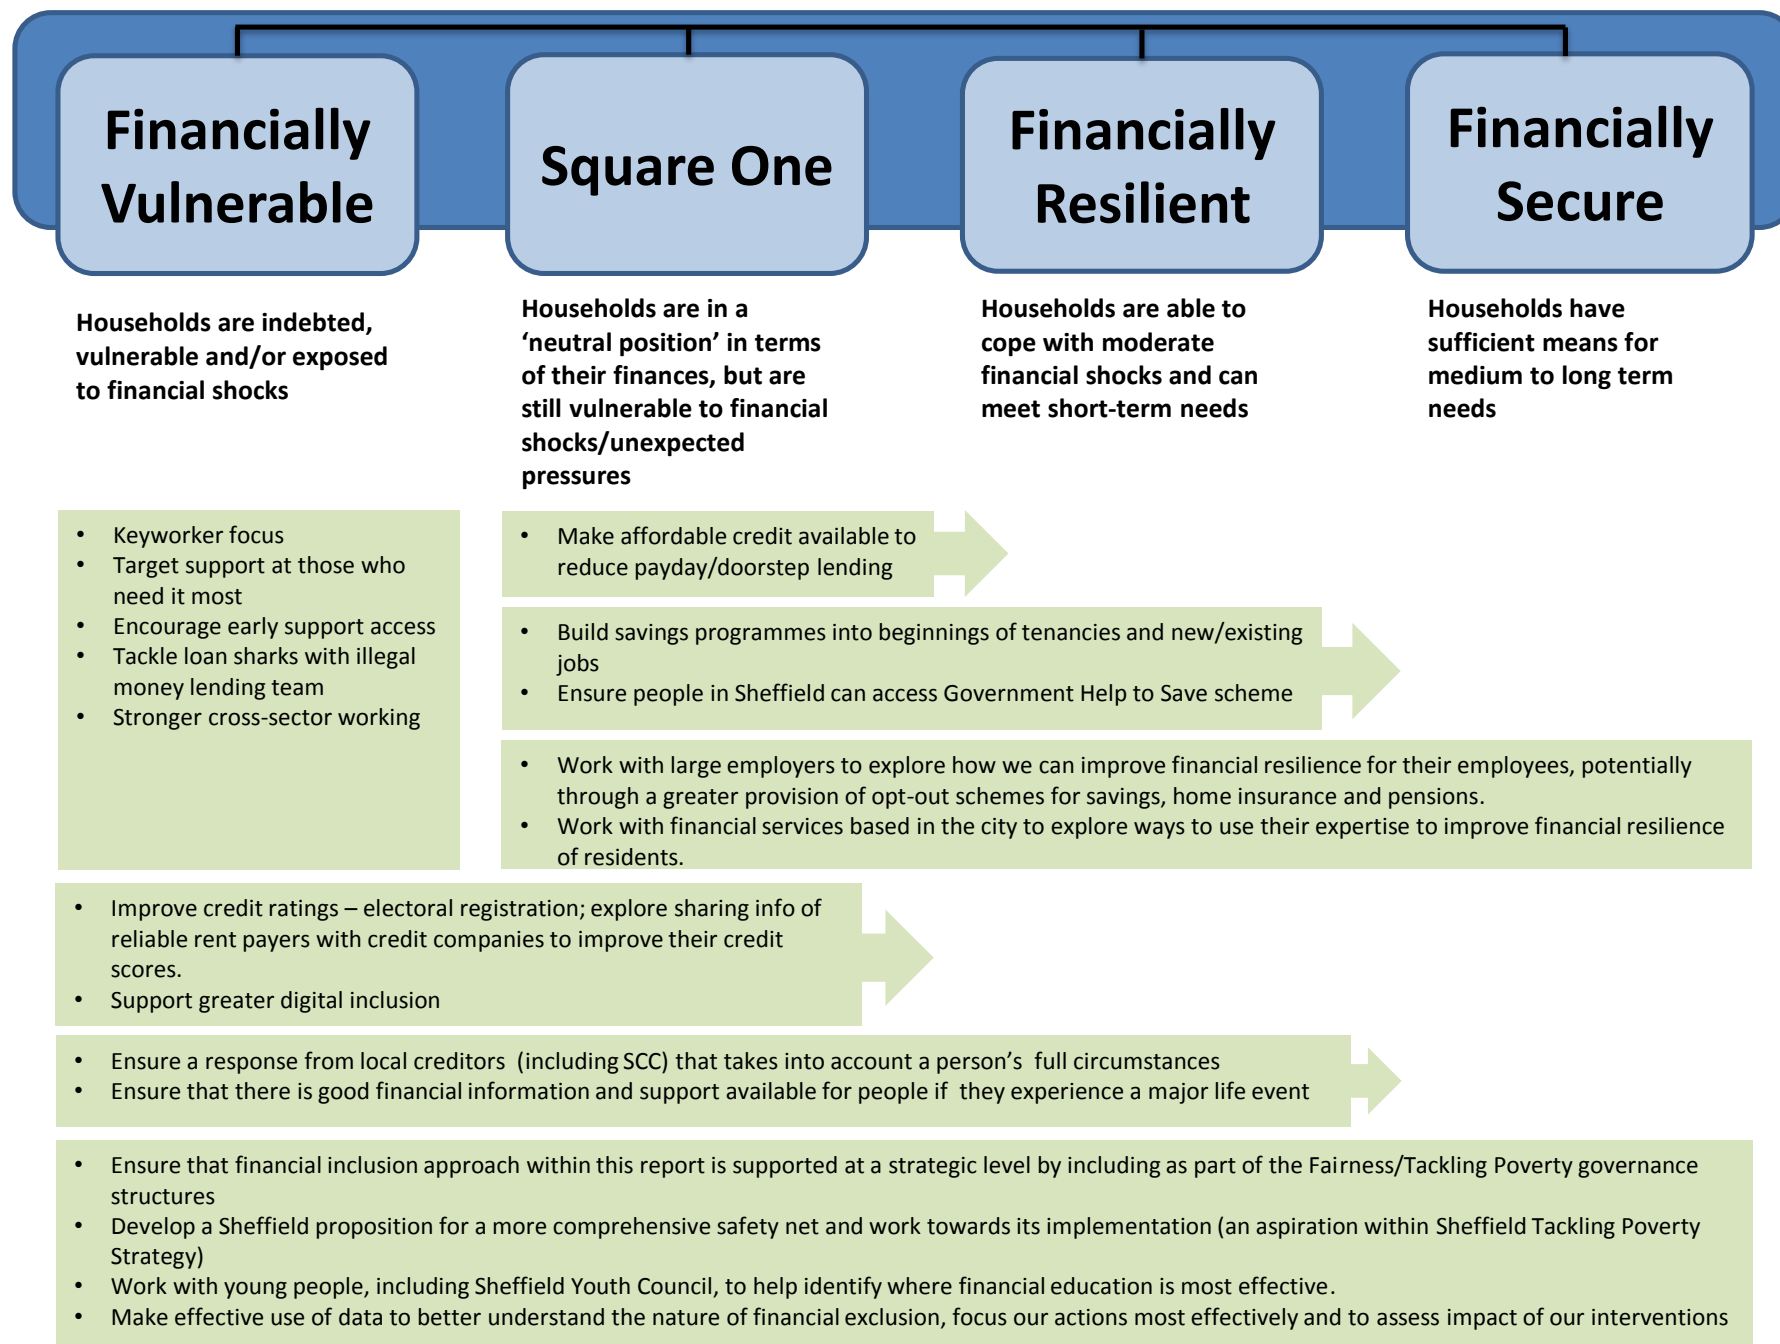 Financially
Vulnerable
Square One
Financially
Resilient
Financially
Secure
Households are indebted,
vulnerable and/or exposed
to financial shocks
Households are in a
‘neutral position’ in terms
of their finances, but are
still vulnerable to financial
shocks/unexpected
pressures
Households are able to
cope with moderate
financial shocks and can
meet short-term needs
Households have
sufficient means for
medium to long term
needs
• Keyworker focus
• Target support at those who
need it most
• Encourage early support access
• Tackle loan sharks with illegal
money lending team
• Stronger cross-sector working
• Make affordable credit available to
reduce payday/doorstep lending
• Build savings programmes into beginnings of tenancies and new/existing
jobs
• Ensure people in Sheffield can access Government Help to Save scheme
• Work with large employers to explore how we can improve financial resilience for their employees, potentially
through a greater provision of opt-out schemes for savings, home insurance and pensions.
• Work with financial services based in the city to explore ways to use their expertise to improve financial resilience
of residents.
• Improve credit ratings – electoral registration; explore sharing info of
reliable rent payers with credit companies to improve their credit
scores.
• Support greater digital inclusion
• Ensure a response from local creditors (including SCC) that takes into account a person’s full circumstances
• Ensure that there is good financial information and support available for people if they experience a major life event
• Ensure that financial inclusion approach within this report is supported at a strategic level by including as part of the Fairness/Tackling Poverty governance
structures
• Develop a Sheffield proposition for a more comprehensive safety net and work towards its implementation (an aspiration within Sheffield Tackling Poverty
Strategy)
• Work with young people, including Sheffield Youth Council, to help identify where financial education is most effective.
• Make effective use of data to better understand the nature of financial exclusion, focus our actions most effectively and to assess impact of our interventions